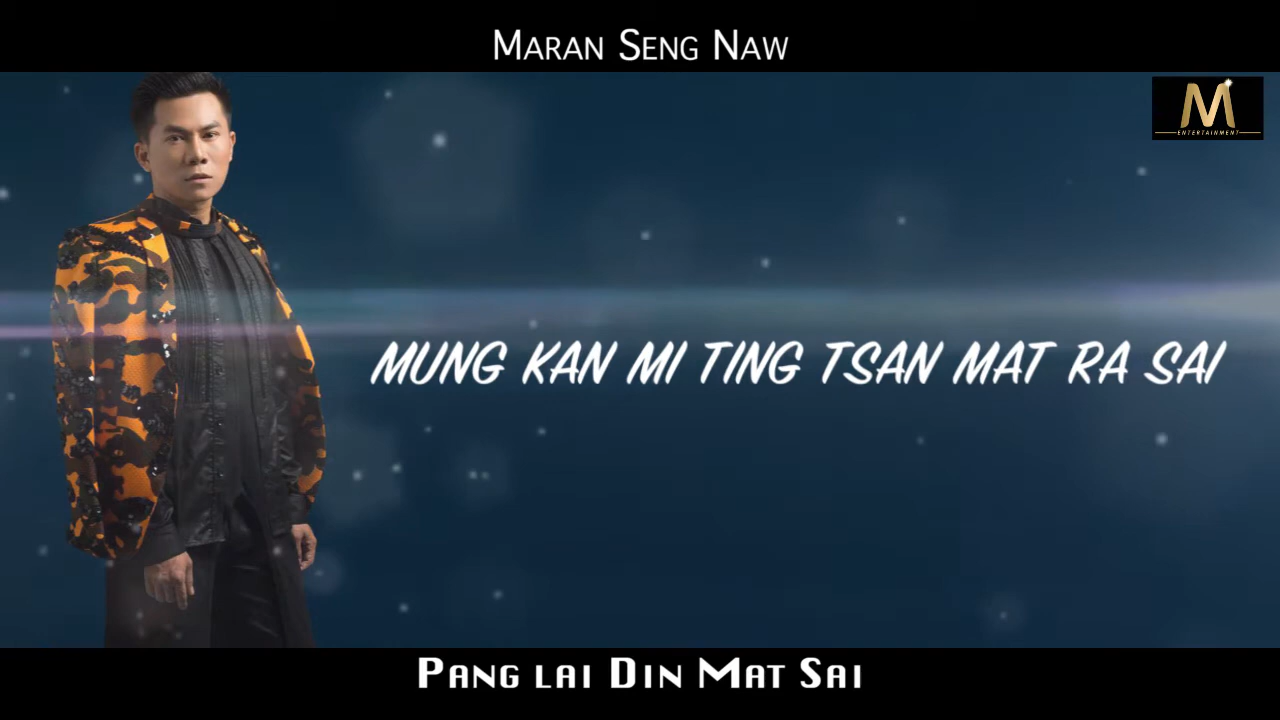 MARAN SENG NAW
M
ENTERTAINMENT
MUNG KAN MI TING TSAN MAT RA SAI
PANG LAI DIN MAT SAI